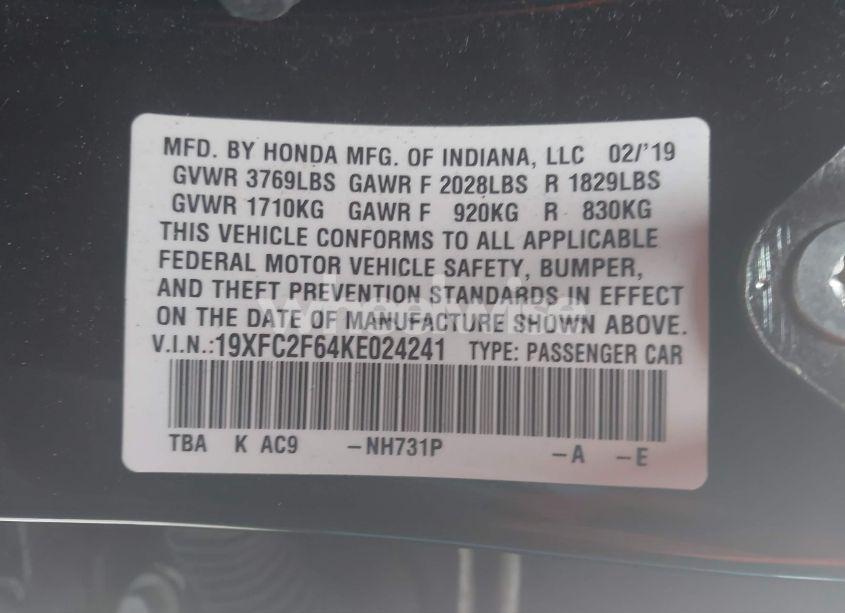 MFD. BY HONDA MFG. OF INDIANA, LLC 02/'19
GVWR 3769LBS GAWR F 2028LBS R 1829LBS
GVWR 1710KG GAWR F 920KG R 830KG
THIS VEHICLE CONFORMS TO ALL APPLICABLE
FEDERAL MOTOR VEHICLE SAFETY, BUMPER,
AND THEFT PREVENTION STANDARDS IN EFFECT
ON THE DATE OF MANUFACTURE SHOWN ABOVE.
V.I.N.:19XFC2F64KE024241 TYPE: PASSENGER CAR
TBA K AC9 –NH731P –A –E